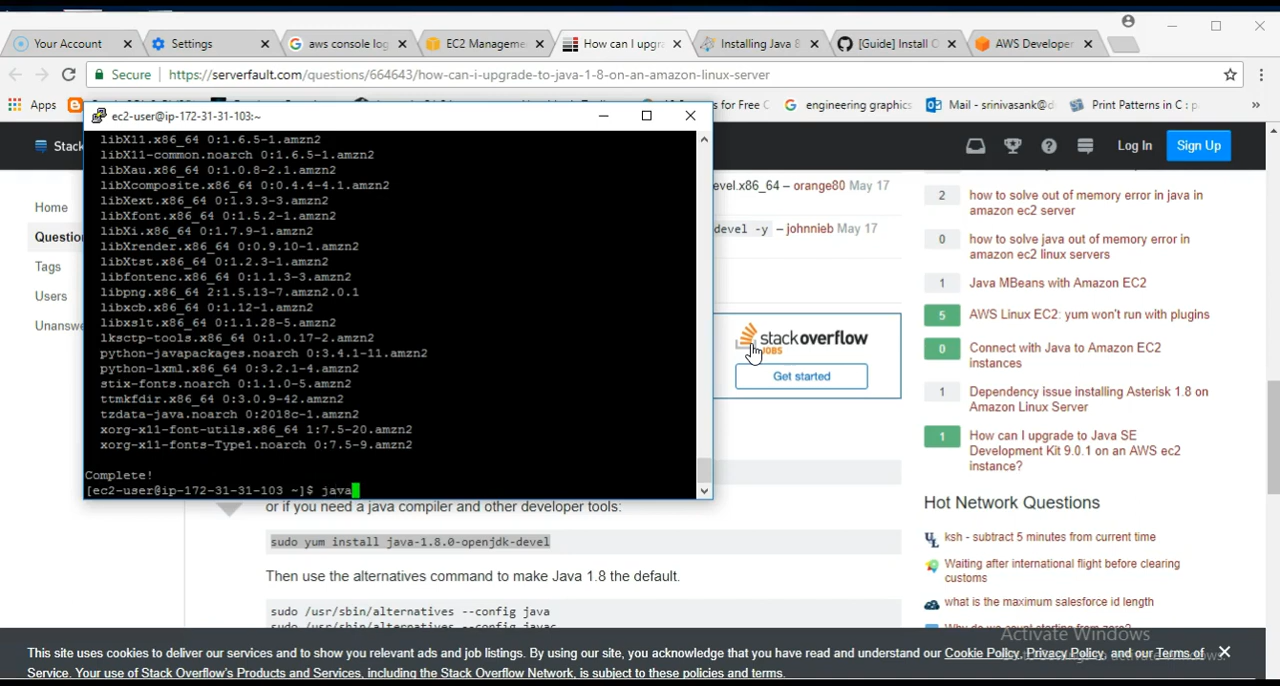 Your Account
Settings
aws console log
EC2 Manageme
How can I upgra
Installing Java 8
[Guide] Install O
AWS Developer
Secure
https://serverfault.com/questions/664643/how-can-i-upgrade-to-java-1-8-on-an-amazon-linux-server
Apps
s for Free
engineering graphics
Mail - srinivasank@d
Print Patterns in C : p
»
ec2-user@ip-172-31-31-103:~
libX11.x86_64 0:1.6.5-1.amzn2
libX11-common.noarch 0:1.6.5-1.amzn2
libXau.x86_64 0:1.0.8-2.1.amzn2
libXcomposite.x86_64 0:0.4.4-4.1.amzn2
libXext.x86_64 0:1.3.3-3.amzn2
libXfont.x86_64 0:1.5.2-1.amzn2
libXi.x86_64 0:1.7.9-1.amzn2
libXrender.x86_64 0:0.9.10-1.amzn2
libXtst.x86_64 0:1.2.3-1.amzn2
libfontenc.x86_64 0:1.1.3-3.amzn2
libpng.x86_64 2:1.5.13-7.amzn2.0.1
libxcb.x86_64 0:1.12-1.amzn2
libxslt.x86_64 0:1.1.28-5.amzn2
lksctp-tools.x86_64 0:1.0.17-2.amzn2
python-javapackages.noarch 0:3.4.1-11.amzn2
python-lxml.x86_64 0:3.2.1-4.amzn2
stix-fonts.noarch 0:1.1.0-5.amzn2
ttmkfdir.x86_64 0:3.0.9-42.amzn2
tzdata-java.noarch 0:2018c-1.amzn2
xorg-x11-font-utils.x86_64 1:7.5-20.amzn2
xorg-x11-fonts-Type1.noarch 0:7.5-9.amzn2
Complete!
[ec2-user@ip-172-31-31-103 ~]$ java
Stack
Log In
Sign Up
Home
Question
Tags
Users
Unanswe
evel.x86_64 – orange80 May 17
devel -y – johnnieb May 17
stackoverflow
JOBS
Get started
or if you need a java compiler and other developer tools:
sudo yum install java-1.8.0-openjdk-devel
Then use the alternatives command to make Java 1.8 the default.
sudo /usr/sbin/alternatives --config java
sudo /usr/sbin/alternatives --config javac
2 how to solve out of memory error in java in
amazon ec2 server
0 how to solve java out of memory error in
amazon ec2 linux servers
1 Java MBeans with Amazon EC2
5 AWS Linux EC2: yum won't run with plugins
0 Connect with Java to Amazon EC2
instances
1 Dependency issue installing Asterisk 1.8 on
Amazon Linux Server
1 How can I upgrade to Java SE
Development Kit 9.0.1 on an AWS ec2
instance?
Hot Network Questions
ksh - subtract 5 minutes from current time
Waiting after international flight before clearing
customs
what is the maximum salesforce id length
Why do we count starting from zero?
Activate Windows
This site uses cookies to deliver our services and to show you relevant ads and job listings. By using our site, you acknowledge that you have read and understand our Cookie Policy, Privacy Policy, and our Terms of
Service. Your use of Stack Overflow's Products and Services, including the Stack Overflow Network, is subject to these policies and terms.